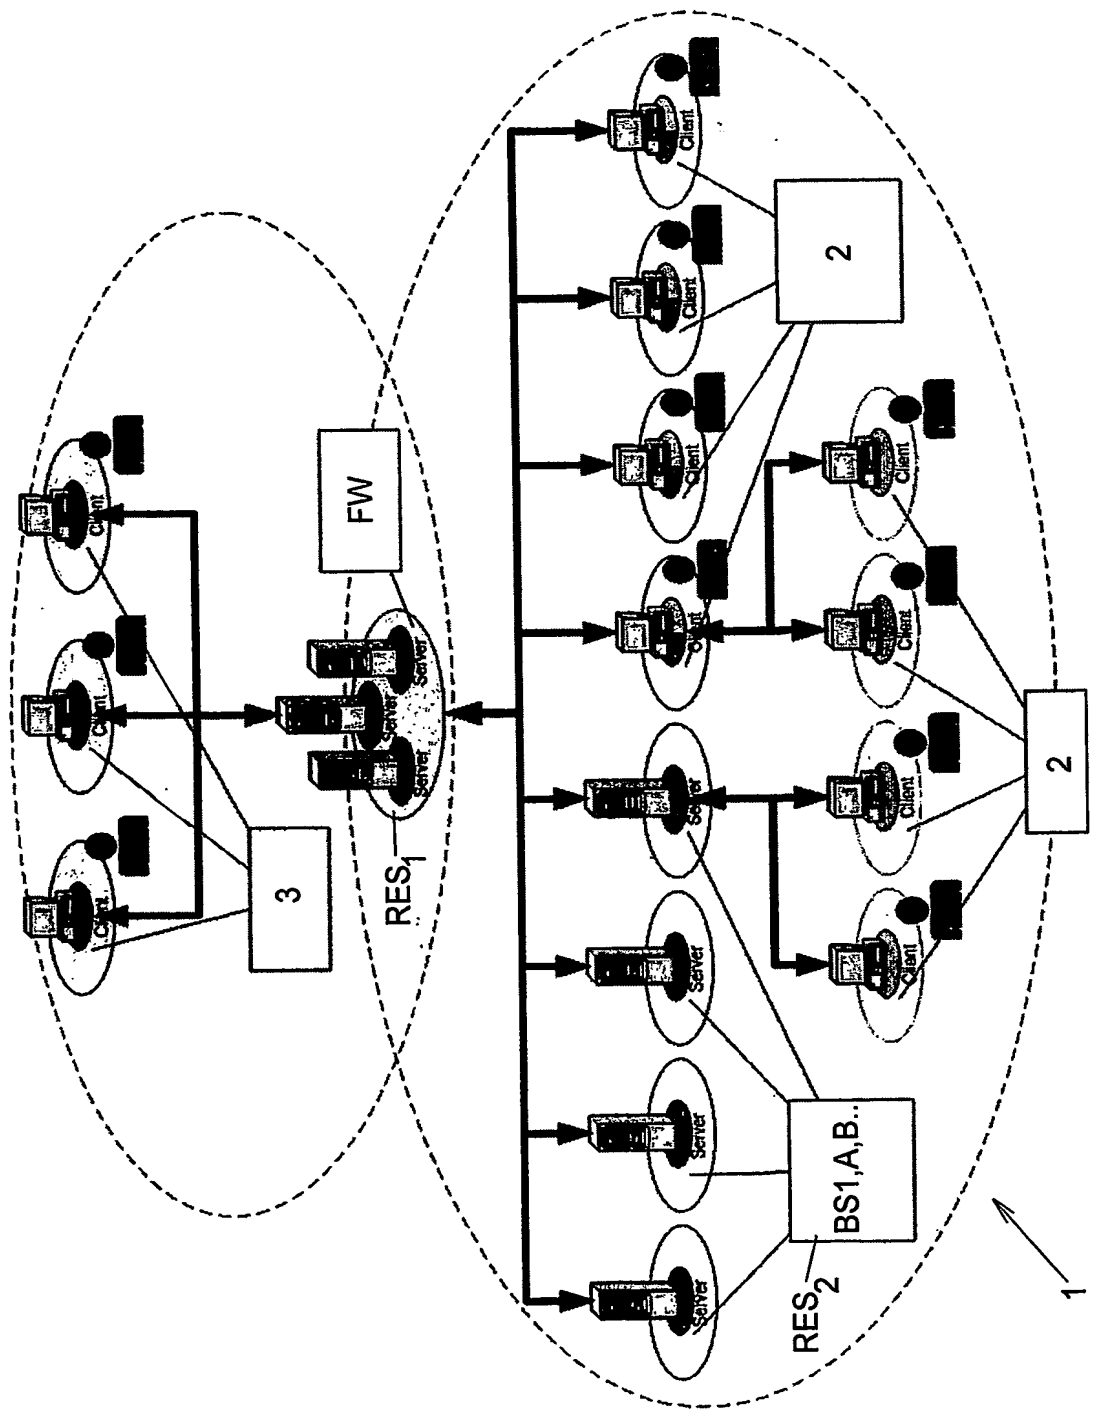 Client
Client
Client
3
FW
Server
Server
Server
RES1
Server
Server
Server
Server
Client
Client
Client
Client
2
Client
Client
Client
Client
2
BS1,A,B..
RES2
1